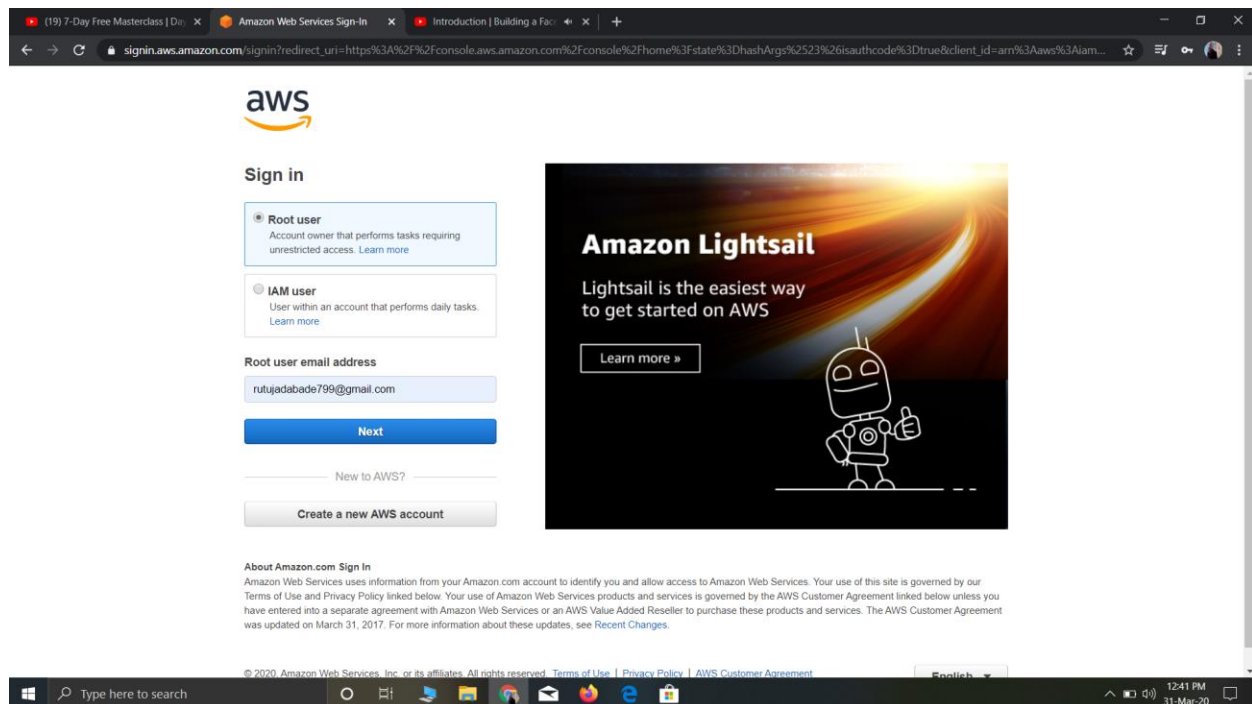 (19) 7-Day Free Masterclass | Day
Amazon Web Services Sign-In
Introduction | Building a Fac
signin.aws.amazon.com/signin?redirect_uri=https%3A%2F%2Fconsole.aws.amazon.com%2Fconsole%2Fhome%3Fstate%3DhashArgs%2523%26isauthcode%3Dtrue&client_id=arn%3Aaws%3Aiam...
aws
Sign in
Root user
Account owner that performs tasks requiring
unrestricted access. Learn more
IAM user
User within an account that performs daily tasks.
Learn more
Root user email address
rutujadabade799@gmail.com
Next
New to AWS?
Create a new AWS account
Amazon Lightsail
Lightsail is the easiest way
to get started on AWS
Learn more »
About Amazon.com Sign In
Amazon Web Services uses information from your Amazon.com account to identify you and allow access to Amazon Web Services. Your use of this site is governed by our
Terms of Use and Privacy Policy linked below. Your use of Amazon Web Services products and services is governed by the AWS Customer Agreement linked below unless you
have entered into a separate agreement with Amazon Web Services or an AWS Value Added Reseller to purchase these products and services. The AWS Customer Agreement
was updated on March 31, 2017. For more information about these updates, see Recent Changes.
© 2020, Amazon Web Services, Inc. or its affiliates. All rights reserved. Terms of Use | Privacy Policy | AWS Customer Agreement
English
Type here to search
12:41 PM
31-Mar-20